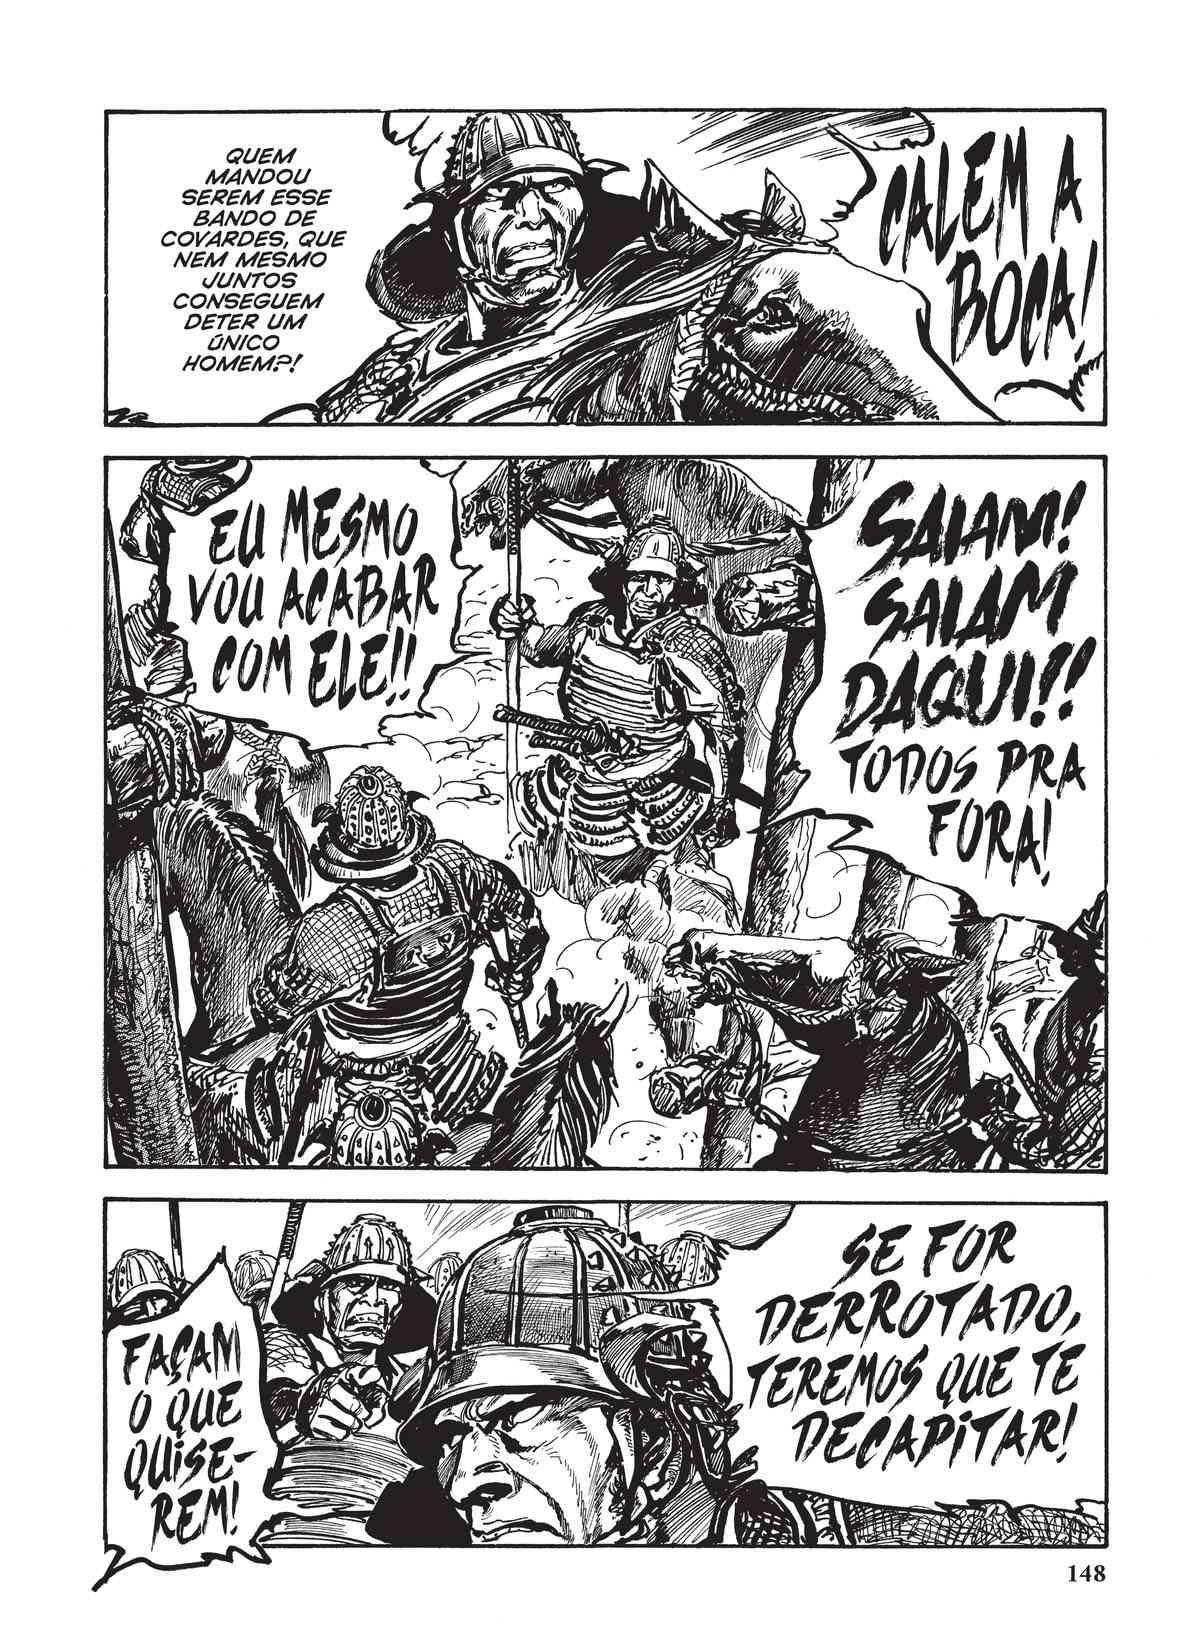 CALEM A
BOCA!
QUEM
MANDOU
SEREM ESSE
BANDO DE
COVARDES, QUE
NEM MESMO
JUNTOS
CONSEGUEM
DETER UM
ÚNICO
HOMEM?!
SAIAM!
SAIAM
DAQUI!!
TODOS PRA
FORA!
EU MESMO
VOU ACABAR
COM ELE!!
SE FOR
DERROTADO,
TEREMOS QUE TE
DECAPITAR!
FAÇAM
O QUE
QUISE-
REM!
148